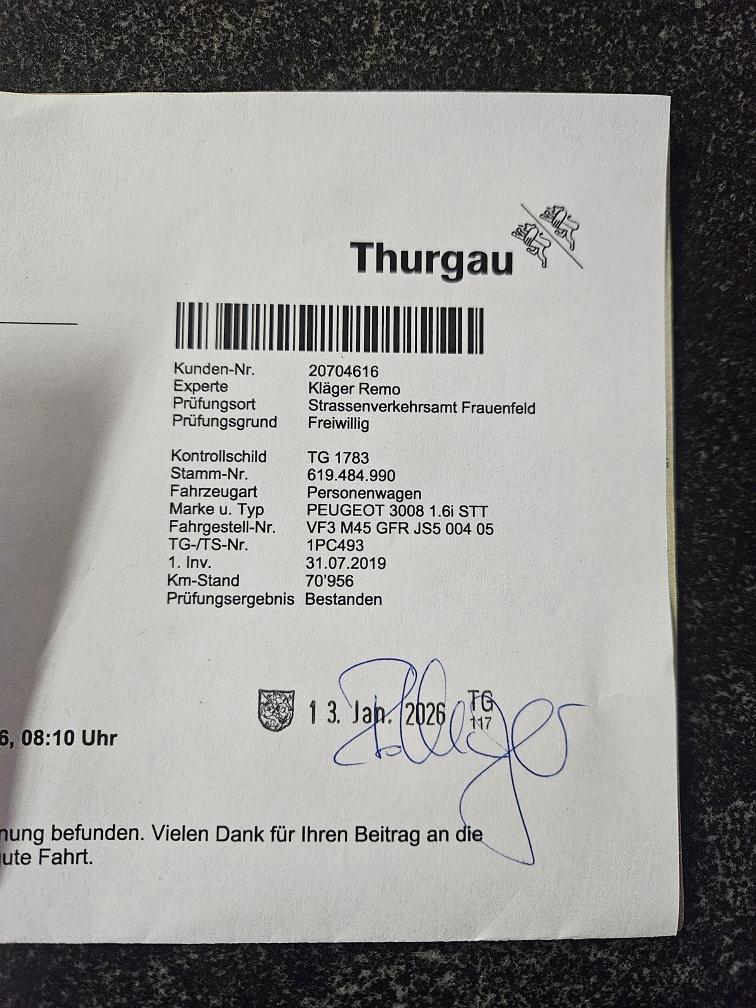 Thurgau
Kunden-Nr. 20704616
Experte Kläger Remo
Prüfungsort Strassenverkehrsamt Frauenfeld
Prüfungsgrund Freiwillig
Kontrollschild TG 1783
Stamm-Nr. 619.484.990
Fahrzeugart Personenwagen
Marke u. Typ PEUGEOT 3008 1.6i STT
Fahrgestell-Nr. VF3 M45 GFR JS5 004 05
TG-/TS-Nr. 1PC493
1. Inv. 31.07.2019
Km-Stand 70'956
Prüfungsergebnis Bestanden
13. Jan. 2026 TG
117
6, 08:10 Uhr
nung befunden. Vielen Dank für Ihren Beitrag an die
ute Fahrt.